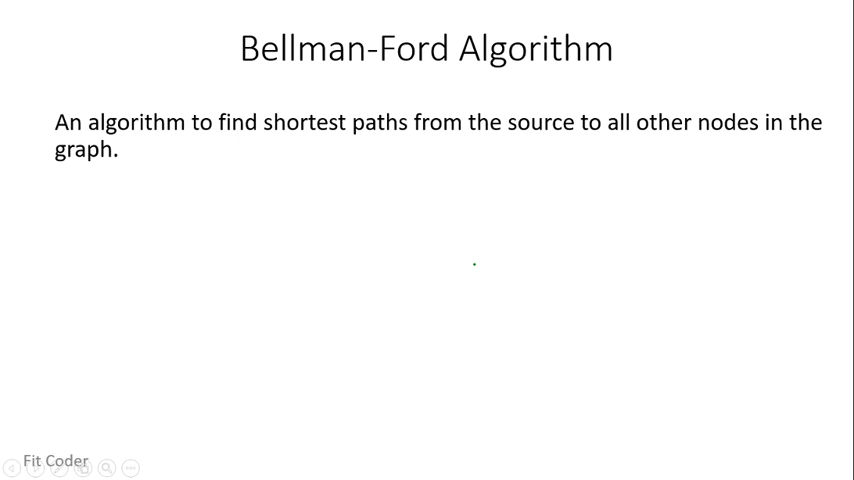 Bellman-Ford Algorithm
An algorithm to find shortest paths from the source to all other nodes in the
graph.
Fit Coder